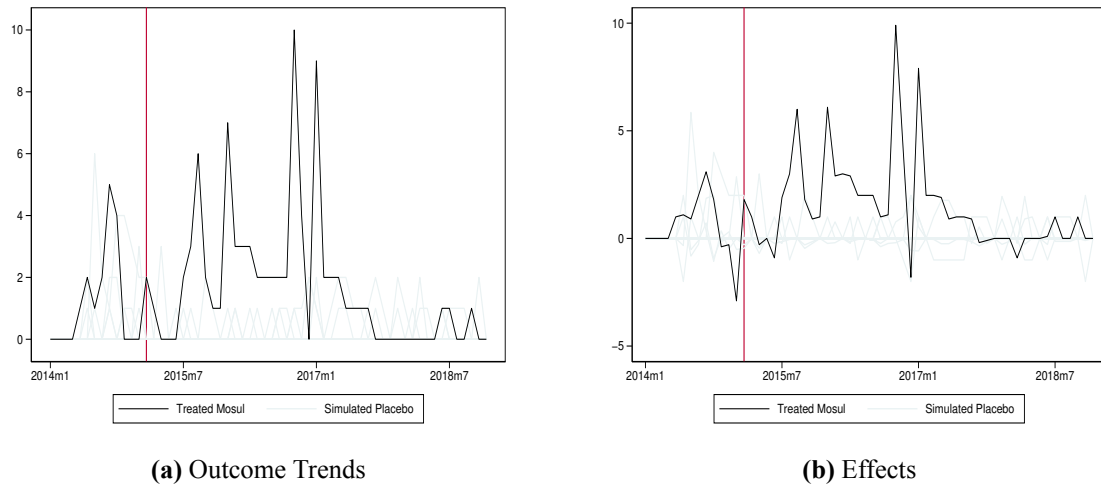 10
8
6
4
2
0
2014m1 2015m7 2017m1 2018m7
Treated Mosul Simulated Placebo
(a) Outcome Trends
10
5
0
−5
2014m1 2015m7 2017m1 2018m7
Treated Mosul Simulated Placebo
(b) Effects